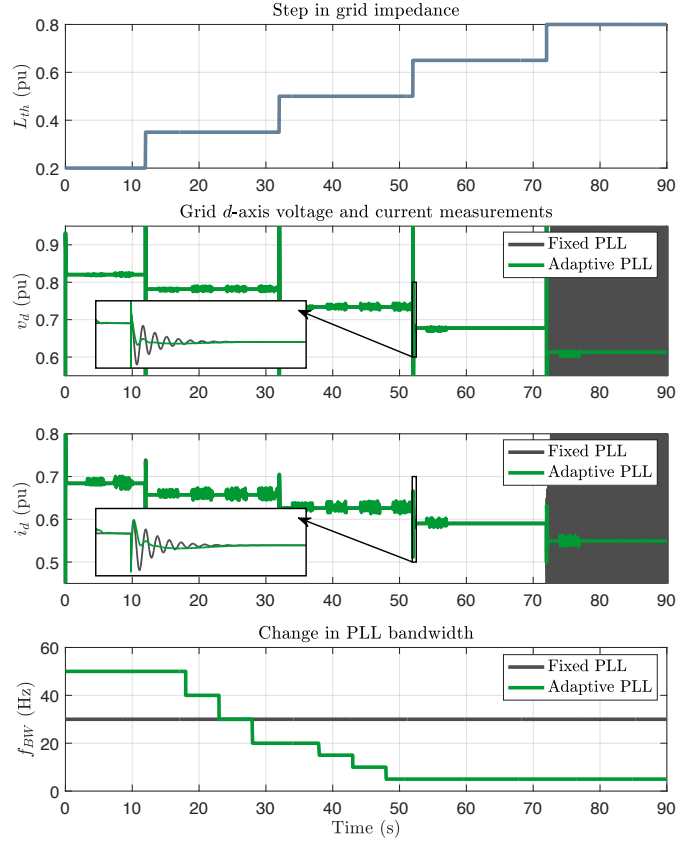 Step in grid impedance
L_{th} (pu)
0.8
0.6
0.4
0.2
0 10 20 30 40 50 60 70 80 90
Grid d-axis voltage and current measurements
v_d (pu)
0.9
0.8
0.7
0.6
Fixed PLL
Adaptive PLL
0 10 20 30 40 50 60 70 80 90
i_d (pu)
0.8
0.7
0.6
0.5
Fixed PLL
Adaptive PLL
0 10 20 30 40 50 60 70 80 90
Change in PLL bandwidth
f_{BW} (Hz)
60
40
20
0
Fixed PLL
Adaptive PLL
0 10 20 30 40 50 60 70 80 90
Time (s)